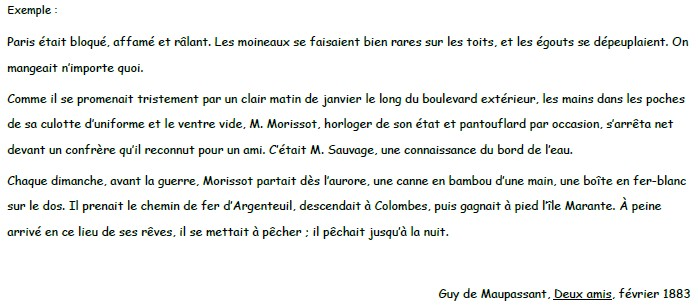 Exemple :
Paris était bloqué, affamé et râlant. Les moineaux se faisaient bien rares sur les toits, et les égouts se dépeuplaient. On
mangeait n'importe quoi.
Comme il se promenait tristement par un clair matin de janvier le long du boulevard extérieur, les mains dans les poches
de sa culotte d'uniforme et le ventre vide, M. Morissot, horloger de son état et pantouflard par occasion, s'arrêta net
devant un confrère qu'il reconnut pour un ami. C'était M. Sauvage, une connaissance du bord de l'eau.
Chaque dimanche, avant la guerre, Morissot partait dès l'aurore, une canne en bambou d'une main, une boîte en fer-blanc
sur le dos. Il prenait le chemin de fer d'Argenteuil, descendait à Colombes, puis gagnait à pied l'île Marante. À peine
arrivé en ce lieu de ses rêves, il se mettait à pêcher ; il pêchait jusqu'à la nuit.
Guy de Maupassant, Deux amis, février 1883